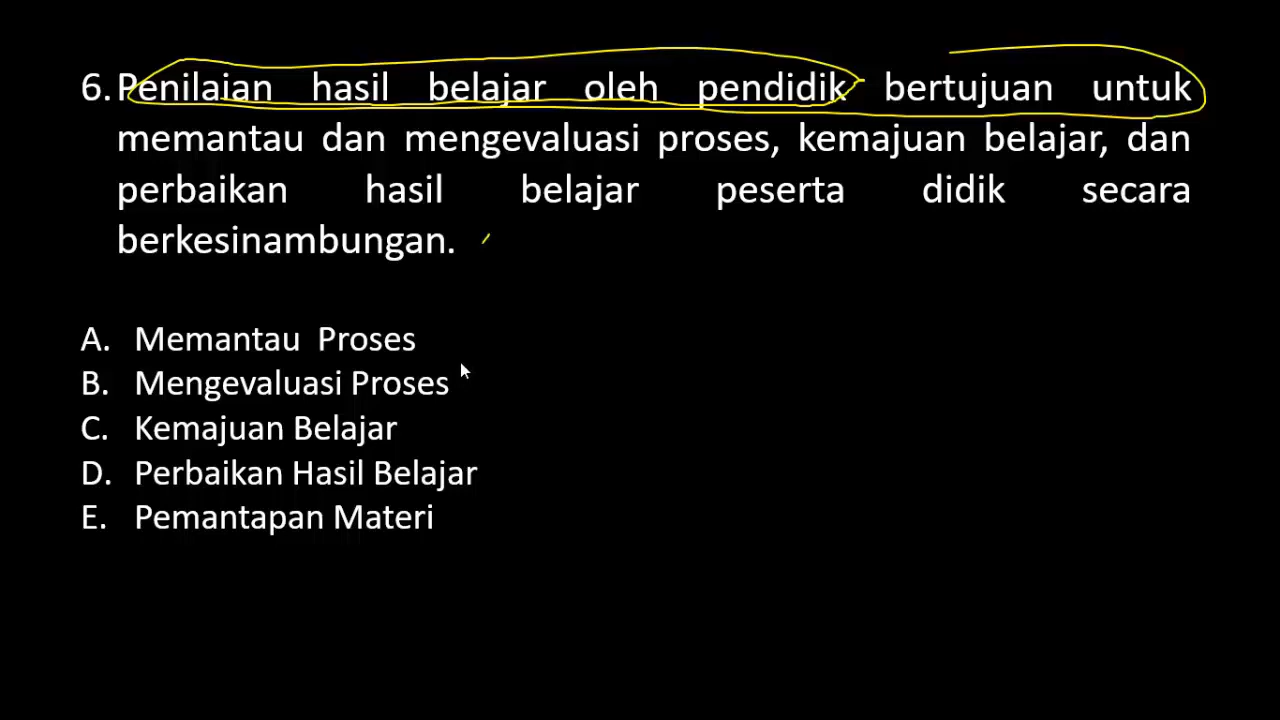 6. Penilaian hasil belajar oleh pendidik bertujuan untuk
memantau dan mengevaluasi proses, kemajuan belajar, dan
perbaikan hasil belajar peserta didik secara
berkesinambungan.
A. Memantau Proses
B. Mengevaluasi Proses
C. Kemajuan Belajar
D. Perbaikan Hasil Belajar
E. Pemantapan Materi